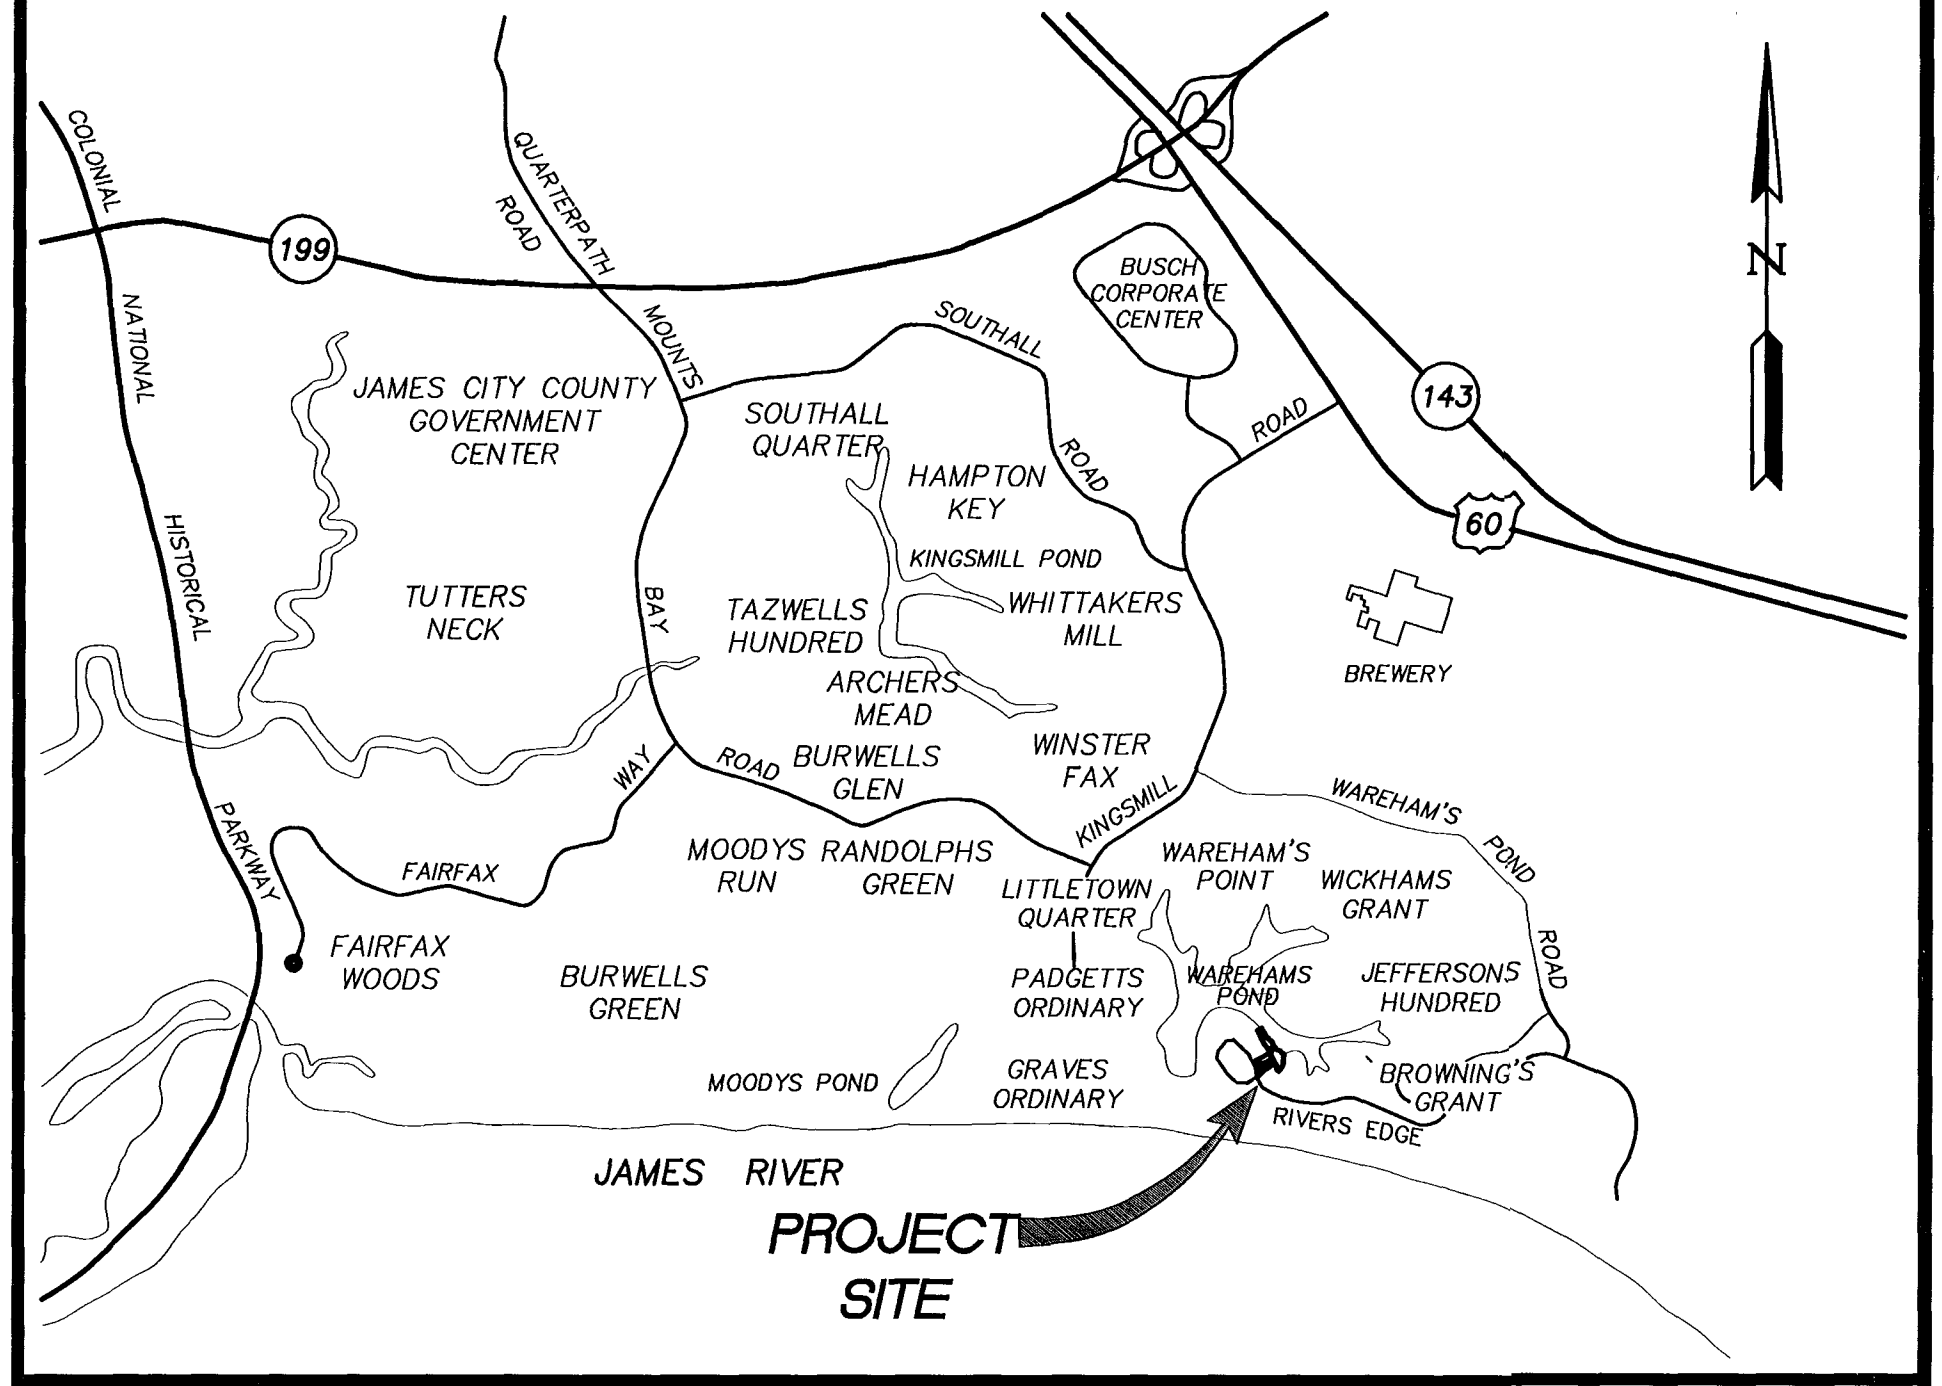 COLONIAL
QUARTERPATH
ROAD
199
N
BUSCH
CORPORATE
CENTER
NATIONAL
MOUNTS
SOUTHALL
JAMES CITY COUNTY
GOVERNMENT
CENTER
SOUTHALL
QUARTER
143
ROAD
ROAD
HAMPTON
KEY
60
HISTORICAL
KINGSMILL POND
TUTTERS
NECK
BAY
TAZWELLS
HUNDRED
WHITTAKERS
MILL
BREWERY
ARCHERS
MEAD
WAY
ROAD
BURWELLS
GLEN
WINSTER
FAX
KINGSMILL
WAREHAM'S
PARKWAY
FAIRFAX
MOODYS
RUN
RANDOLPHS
GREEN
WAREHAM'S
POINT
POND
LITTLETOWN
QUARTER
WICKHAMS
GRANT
FAIRFAX
WOODS
BURWELLS
GREEN
PADGETTS
ORDINARY
WAREHAMS
POND
JEFFERSONS
HUNDRED
ROAD
MOODYS POND
GRAVES
ORDINARY
BROWNING'S
GRANT
RIVERS EDGE
JAMES RIVER
PROJECT
SITE